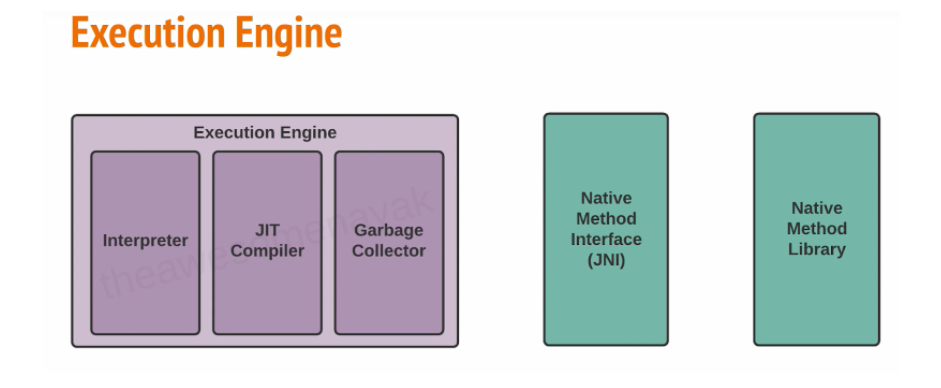 Execution Engine
Execution Engine
Interpreter
JIT
Compiler
Garbage
Collector
Native
Method
Interface
(JNI)
Native
Method
Library